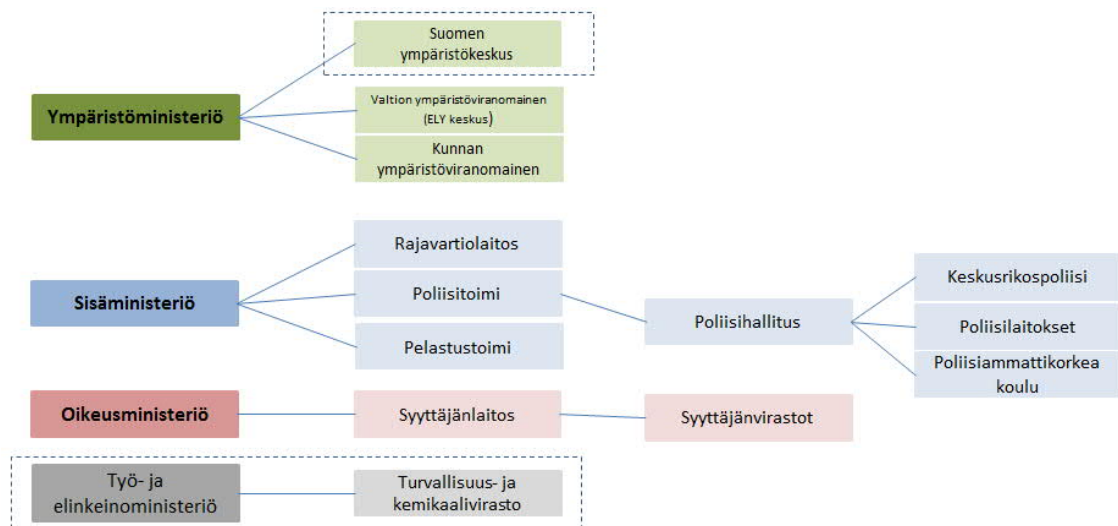 Suomen
ympäristökeskus
Ympäristöministeriö
Valtion ympäristöviranomainen
(ELY keskus)
Kunnan
ympäristöviranomainen
Sisäministeriö
Rajavartiolaitos
Poliisitoimi
Pelastustoimi
Poliisihallitus
Keskusrikospoliisi
Poliisilaitokset
Poliisiammattikorkea
koulu
Oikeusministeriö
Syyttäjänlaitos
Syyttäjänvirastot
Työ- ja
elinkeinoministeriö
Turvallisuus- ja
kemikaalivirasto